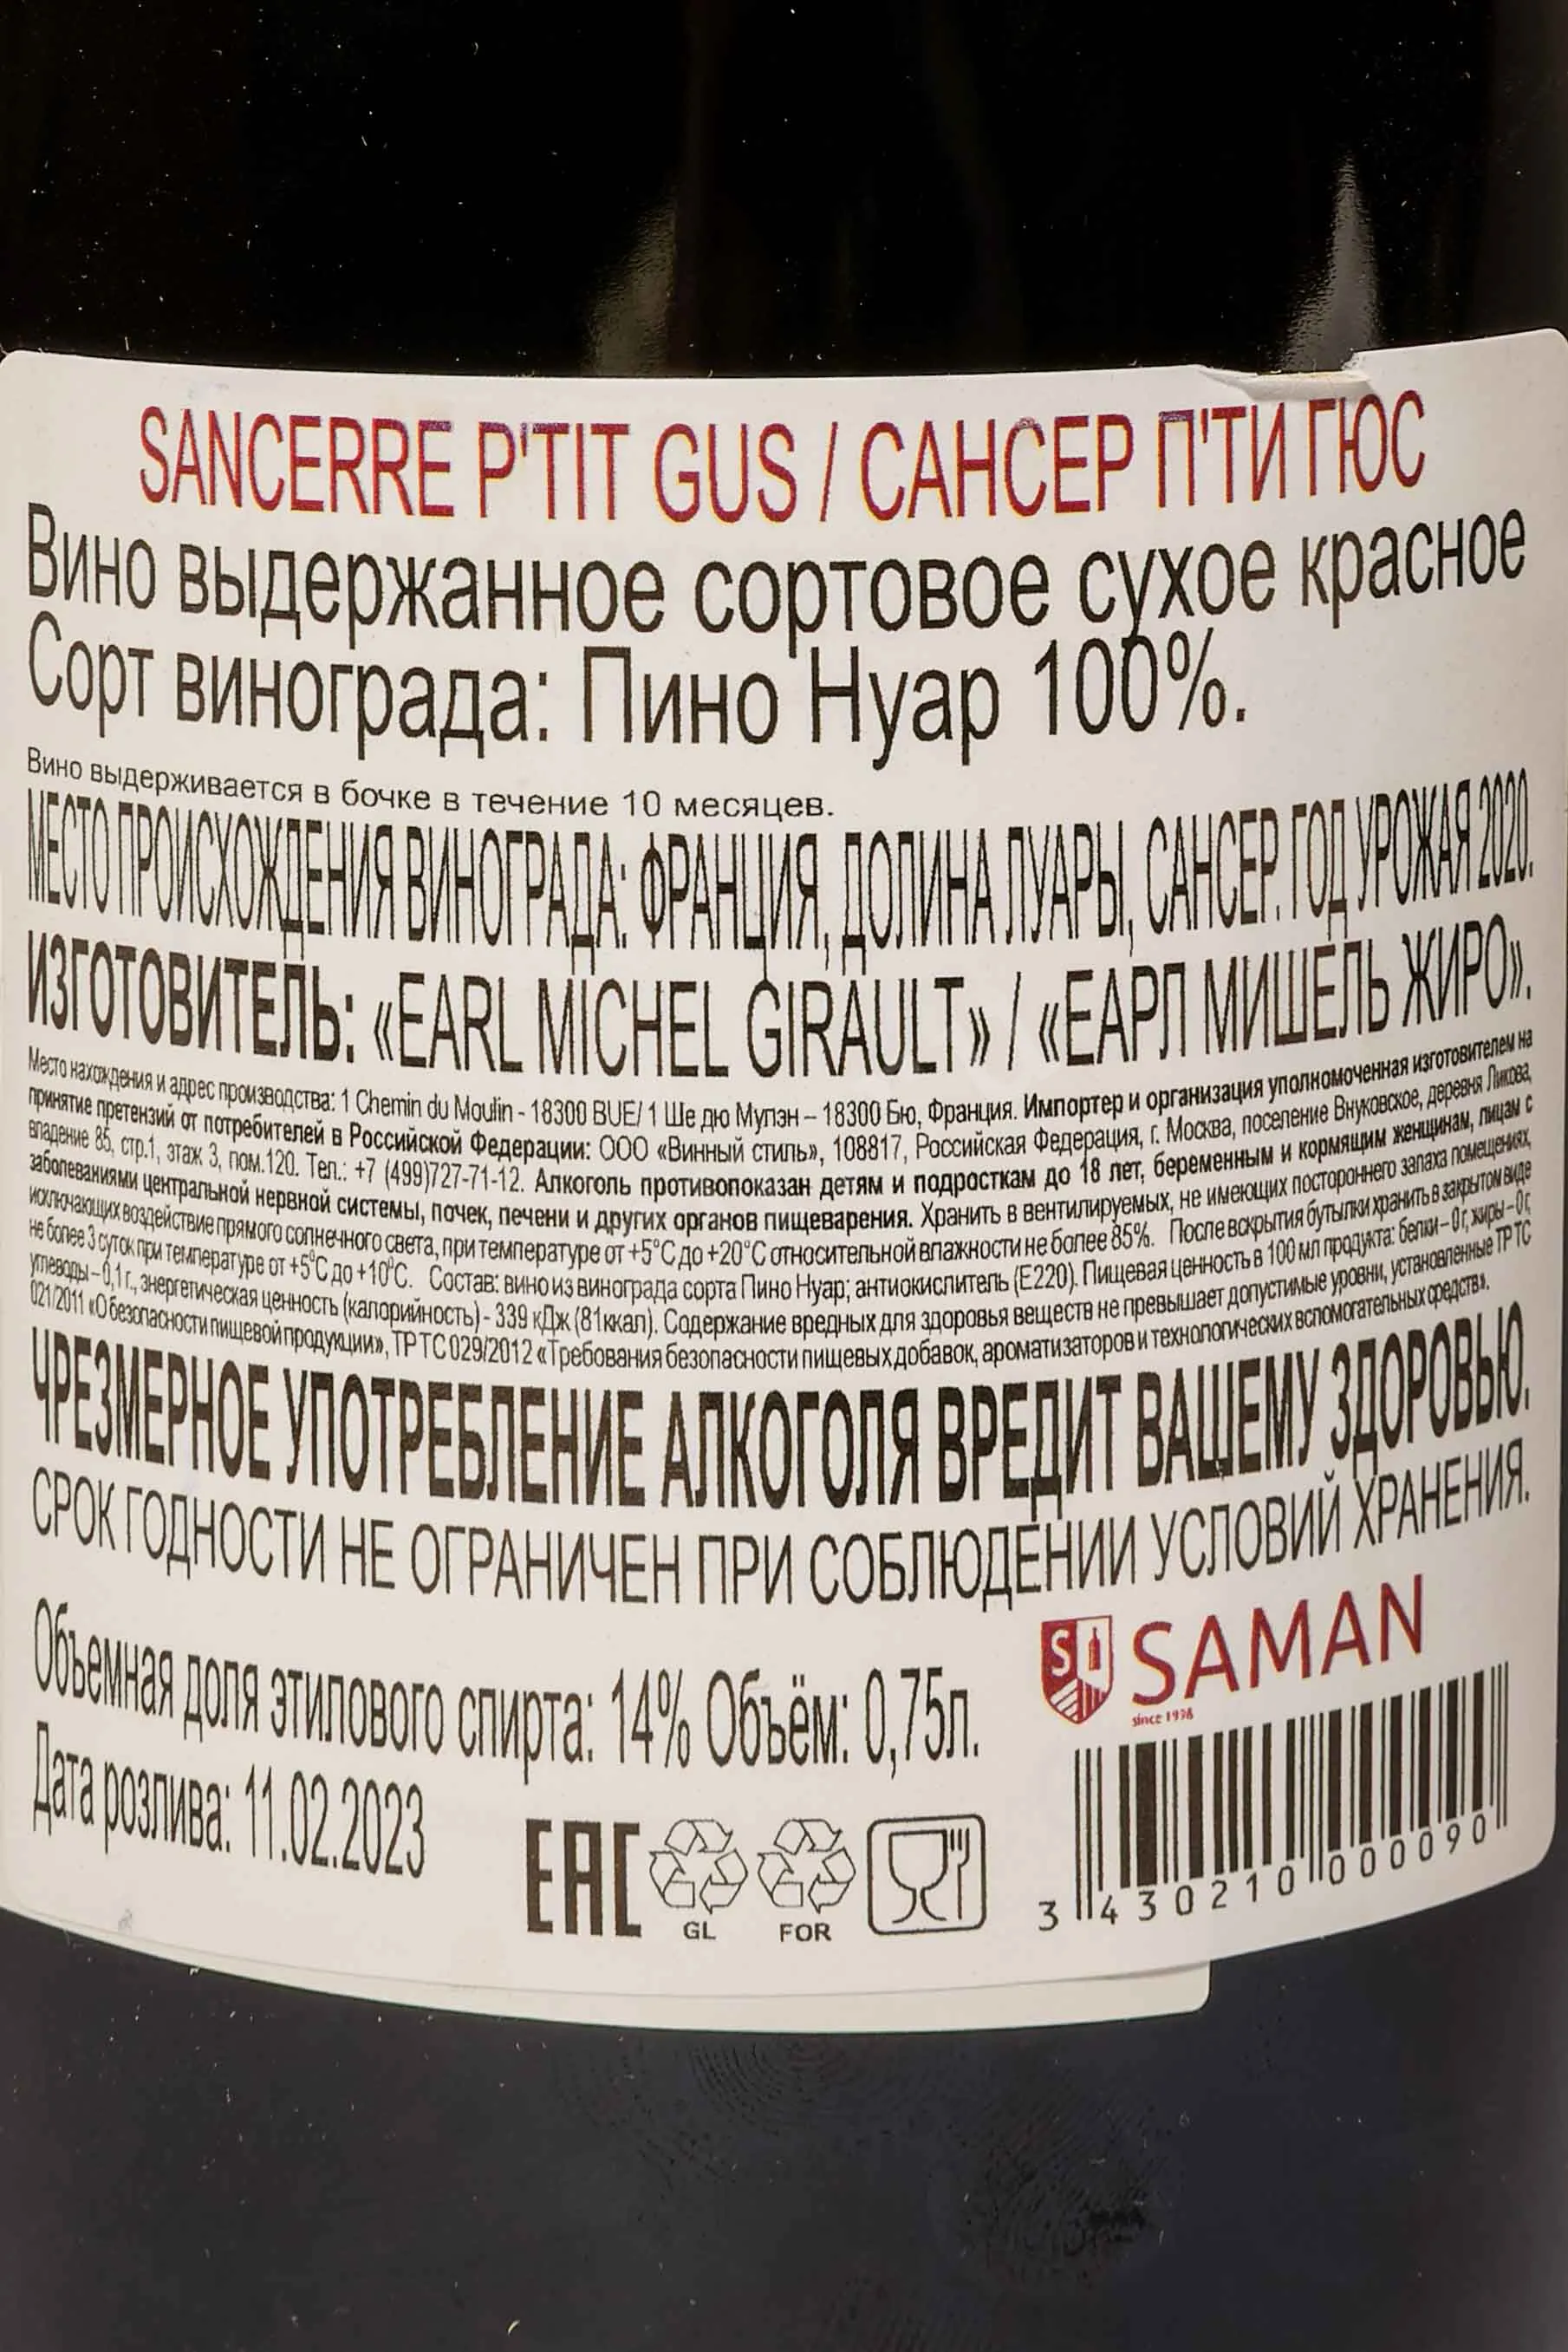 SANCERRE P'TIT GUS / САНСЕР П'ТИ ГЮС
Вино выдержанное сортовое сухое красное
Сорт винограда: Пино Нуар 100%.
Вино выдерживается в бочке в течение 10 месяцев.
МЕСТО ПРОИСХОЖДЕНИЯ ВИНОГРАДА: ФРАНЦИЯ, ДОЛИНА ЛУАРЫ, САНСЕР. ГОД УРОЖАЯ 2020.
ИЗГОТОВИТЕЛЬ: «EARL MICHEL GIRAULT» / «ЕАРЛ МИШЕЛЬ ЖИРО».
Место нахождения и адрес производства: 1 Chemin du Moulin - 18300 BUE/ 1 Ше дю Мулэн – 18300 Бю, Франция. Импортер и организация уполномоченная изготовителем на
принятие претензий от потребителей в Российской Федерации: ООО «Винный стиль», 108817, Российская Федерация, г. Москва, поселение Внуковское, деревня Ликова,
владение 85, стр.1, этаж 3, пом.120. Тел.: +7 (499)727-71-12. Алкоголь противопоказан детям и подросткам до 18 лет, беременным и кормящим женщинам, лицам с
заболеваниями центральной нервной системы, почек, печени и других органов пищеварения. Хранить в вентилируемых, не имеющих постороннего запаха помещениях,
исключающих воздействие прямого солнечного света, при температуре от +5°С до +20°С относительной влажности не более 85%. После вскрытия бутылки хранить в закрытом виде
не более 3 суток при температуре от +5°С до +10°С. Состав: вино из винограда сорта Пино Нуар; антиокислитель (Е220). Пищевая ценность в 100 мл продукта: белки – 0 г, жиры – 0 г,
углеводы – 0,1 г., энергетическая ценность (калорийность) - 339 кДж (81ккал). Содержание вредных для здоровья веществ не превышает допустимые уровни, установленные ТР ТС
021/2011 «О безопасности пищевой продукции», ТР ТС 029/2012 «Требования безопасности пищевых добавок, ароматизаторов и технологических вспомогательных средств».
ЧРЕЗМЕРНОЕ УПОТРЕБЛЕНИЕ АЛКОГОЛЯ ВРЕДИТ ВАШЕМУ ЗДОРОВЬЮ.
СРОК ГОДНОСТИ НЕ ОГРАНИЧЕН ПРИ СОБЛЮДЕНИИ УСЛОВИЙ ХРАНЕНИЯ.
Объемная доля этилового спирта: 14% Объём: 0,75л.
Дата розлива: 11.02.2023
SAMAN
since 1998
EAC
GL
FOR
3 430210 000090